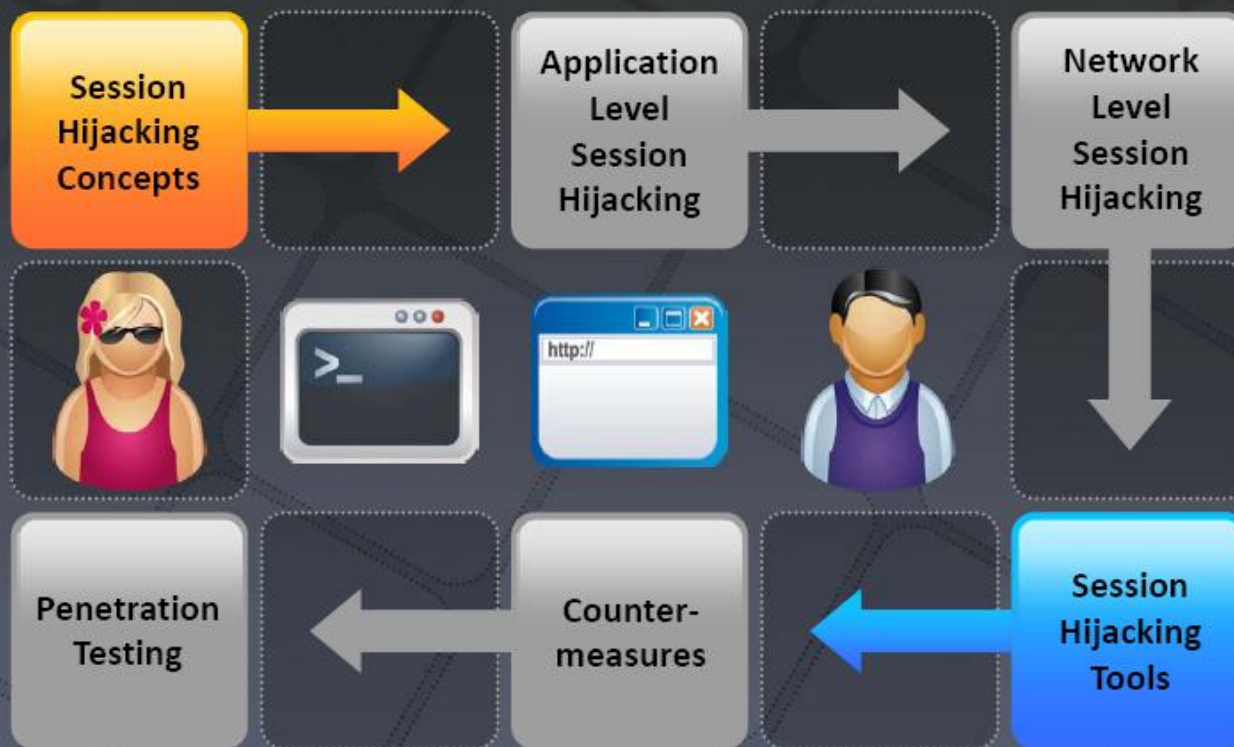 Session
Hijacking
Concepts
Application
Level
Session
Hijacking
Network
Level
Session
Hijacking
>_
http://
Penetration
Testing
Counter-
measures
Session
Hijacking
Tools